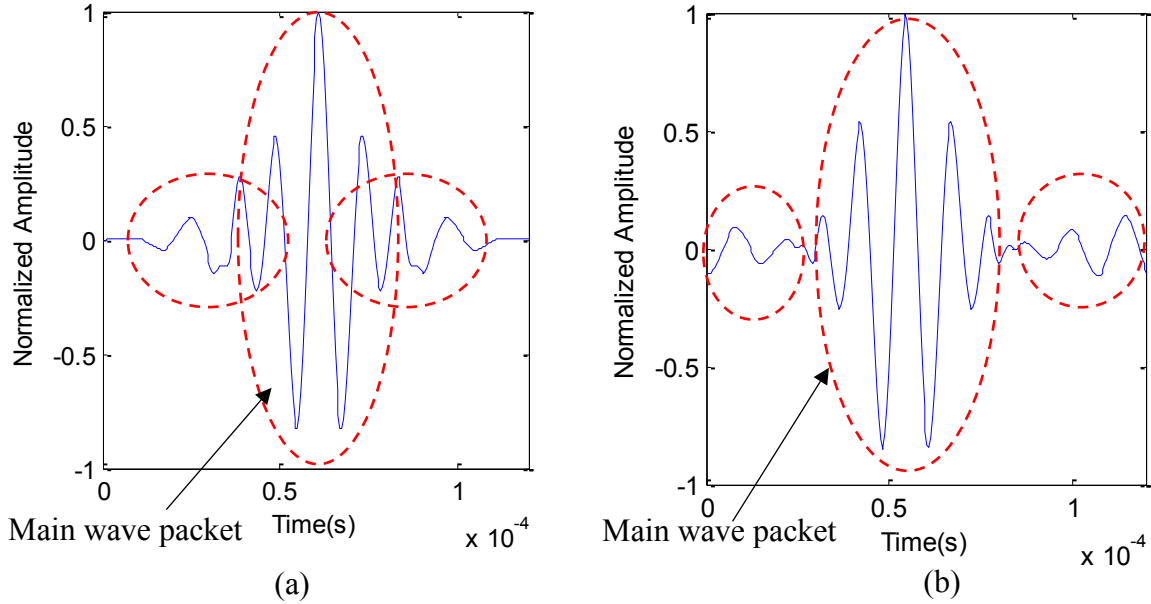 1
0.5
0
-0.5
-1
Normalized Amplitude
0
0.5
1
Time(s)
x 10⁻⁴
Main wave packet
(a)
1
0.5
0
-0.5
-1
Normalized Amplitude
0
0.5
1
Time(s)
x 10⁻⁴
Main wave packet
(b)